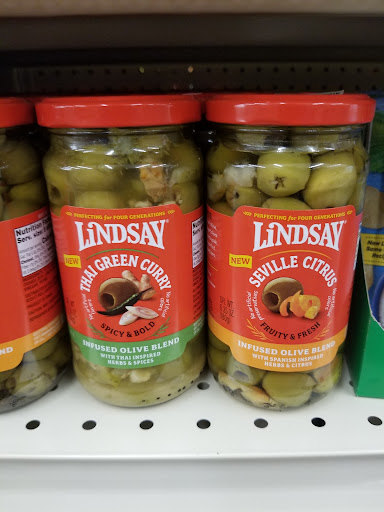 PERFECTING for FOUR GENERATIONS
LINDSAY
NEW
THAI GREEN CURRY
SPICY & BOLD
INFUSED OLIVE BLEND
WITH THAI INSPIRED
HERBS & SPICES
PERFECTING for FOUR GENERATIONS
LINDSAY
NEW
SEVILLE CITRUS
FRUITY & FRESH
INFUSED OLIVE BLEND
WITH SPANISH INSPIRED
HERBS & CITRUS
Nutrition